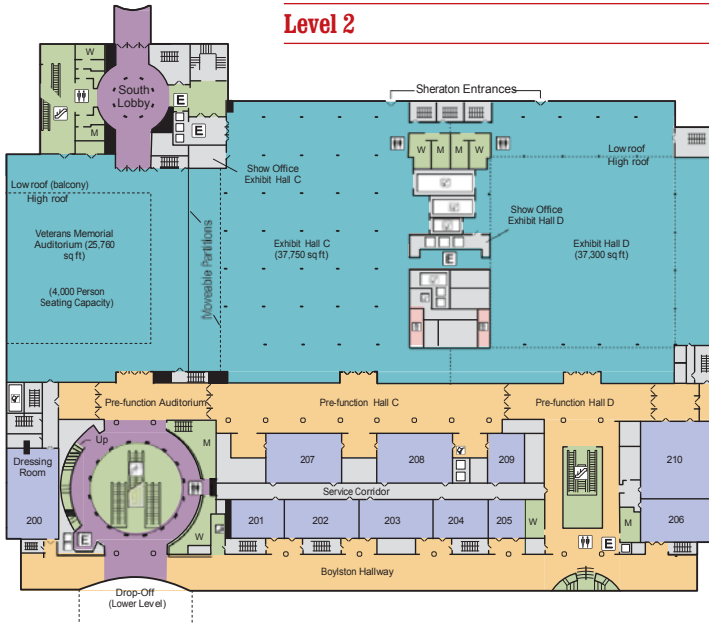 Level 2
W
South
Lobby
E
Sheraton Entrances
M
E
W
M
M
W
Low roof
High roof
Show Office
Exhibit Hall C
Low roof (balcony)
High roof
Show Office
Exhibit Hall D
Veterans Memorial
Auditorium (25,760
sq ft)
Moveable Partitions
Exhibit Hall C
(37,750 sq ft)
Exhibit Hall D
(37,300 sq ft)
E
(4,000 Person
Seating Capacity)
Pre-function Auditorium
Pre-function Hall C
Pre-function Hall D
Up
M
Dressing
Room
207
208
209
210
Service Corridor
200
201
202
203
204
205
W
M
206
E
W
E
Boylston Hallway
Drop-Off
(Lower Level)